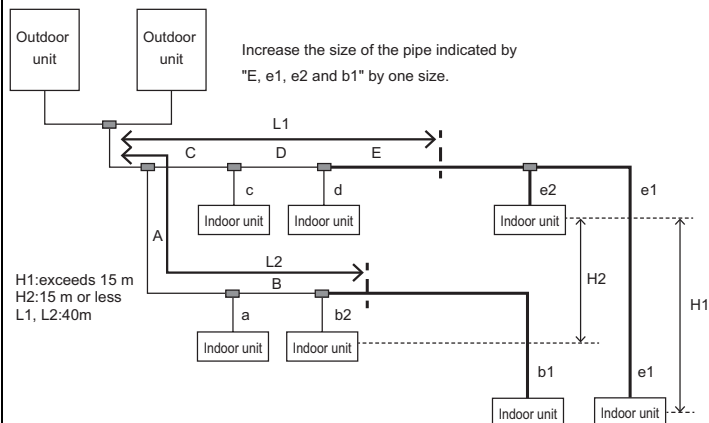 Outdoor
unit
Outdoor
unit
Increase the size of the pipe indicated by
"E, e1, e2 and b1" by one size.
L1
C
D
E
c
d
e2
e1
Indoor unit
Indoor unit
Indoor unit
A
L2
B
H1:exceeds 15 m
H2:15 m or less
L1, L2:40m
H2
H1
a
b2
Indoor unit
Indoor unit
b1
e1
Indoor unit
Indoor unit